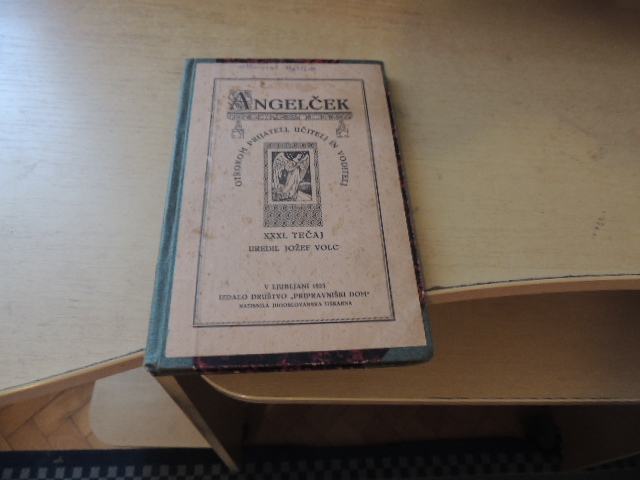 ANGELČEK
OTROKOM PRIJATELJ, UČITELJ IN VODITELJ
XXXI. TEČAJ
UREDIL JOŽEF VOLC
V LJUBLJANI 1923
IZDALO DRUŠTVO „PRIPRAVNIŠKI DOM"
NATISNILA JUGOSLOVANSKA TISKARNA